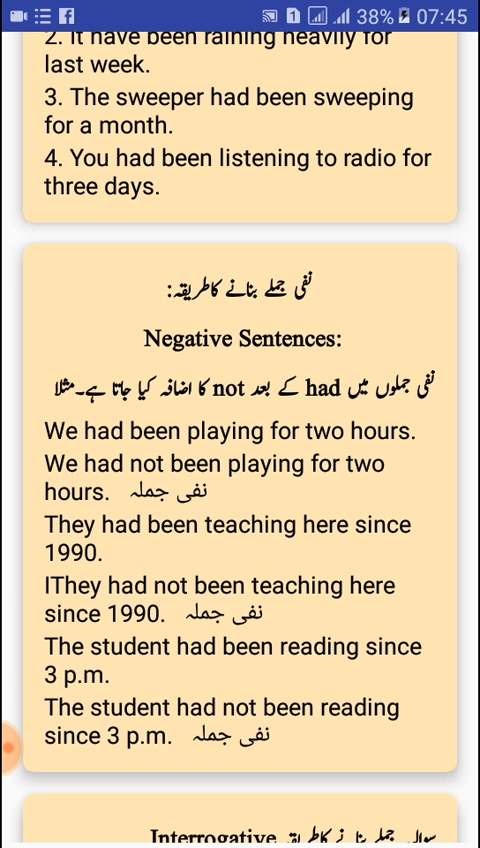 38% 07:45
2. It have been raining heavily for
last week.
3. The sweeper had been sweeping
for a month.
4. You had been listening to radio for
three days.
نفی جملے بنانے کا طریقہ:
Negative Sentences:
نفی جملوں میں had کے بعد not کا اضافہ کیا جاتا ہے۔ مثلا
We had been playing for two hours.
We had not been playing for two
hours. نفی جملہ
They had been teaching here since
1990.
IThey had not been teaching here
since 1990. نفی جملہ
The student had been reading since
3 p.m.
The student had not been reading
since 3 p.m. نفی جملہ
سوالیہ جملے بنانے کا طریقہ Interrogative